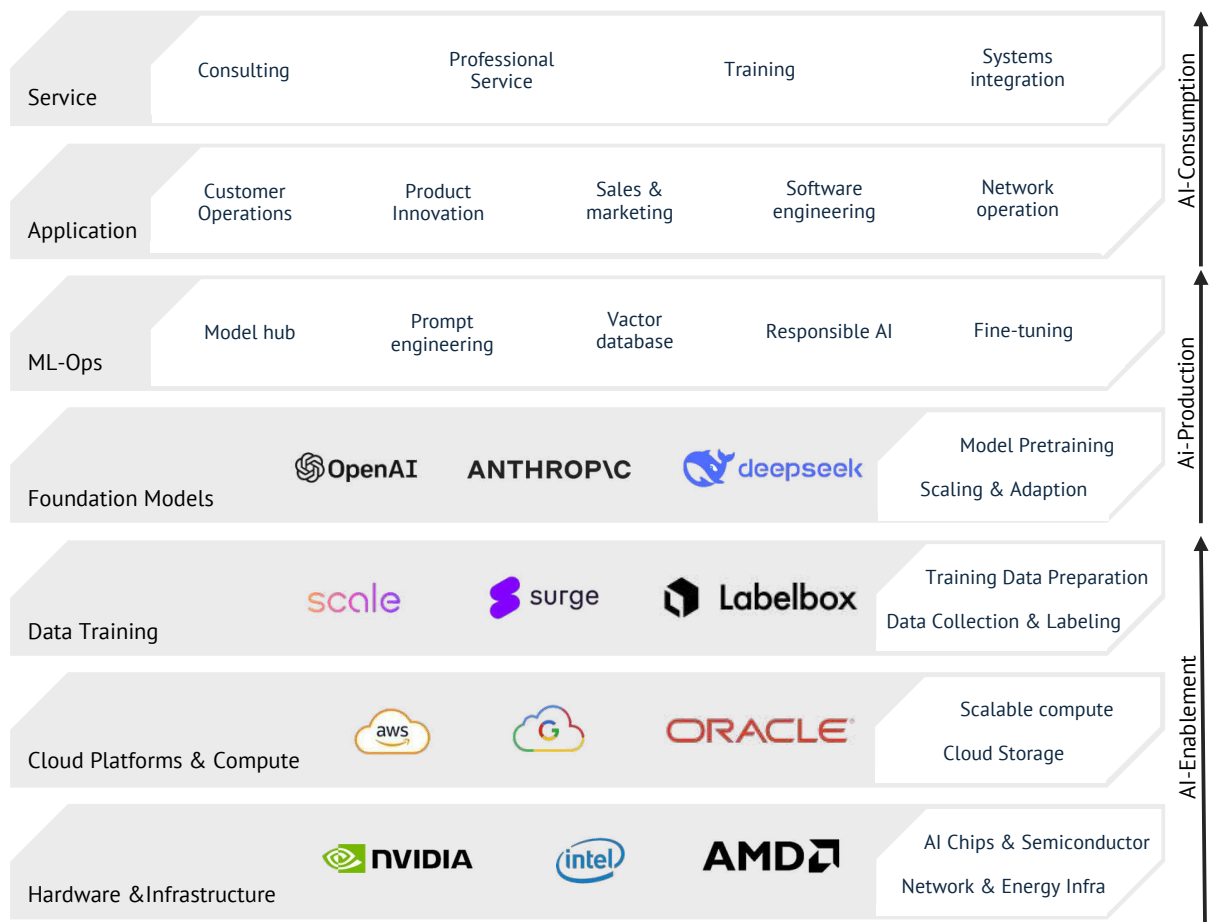 Consulting
Professional
Service
Training
Systems
integration
Service
Customer
Operations
Product
Innovation
Sales &
marketing
Software
engineering
Network
operation
Application
AI-Consumption
Model hub
Prompt
engineering
Vactor
database
Responsible AI
Fine-tuning
ML-Ops
OpenAI
ANTHROP\C
deepseek
Model Pretraining
Scaling & Adaption
Foundation Models
Ai-Production
scale
surge
Labelbox
Training Data Preparation
Data Collection & Labeling
Data Training
aws
G
ORACLE
Scalable compute
Cloud Storage
Cloud Platforms & Compute
AI-Enablement
NVIDIA
intel
AMD
AI Chips & Semiconductor
Network & Energy Infra
Hardware &Infrastructure